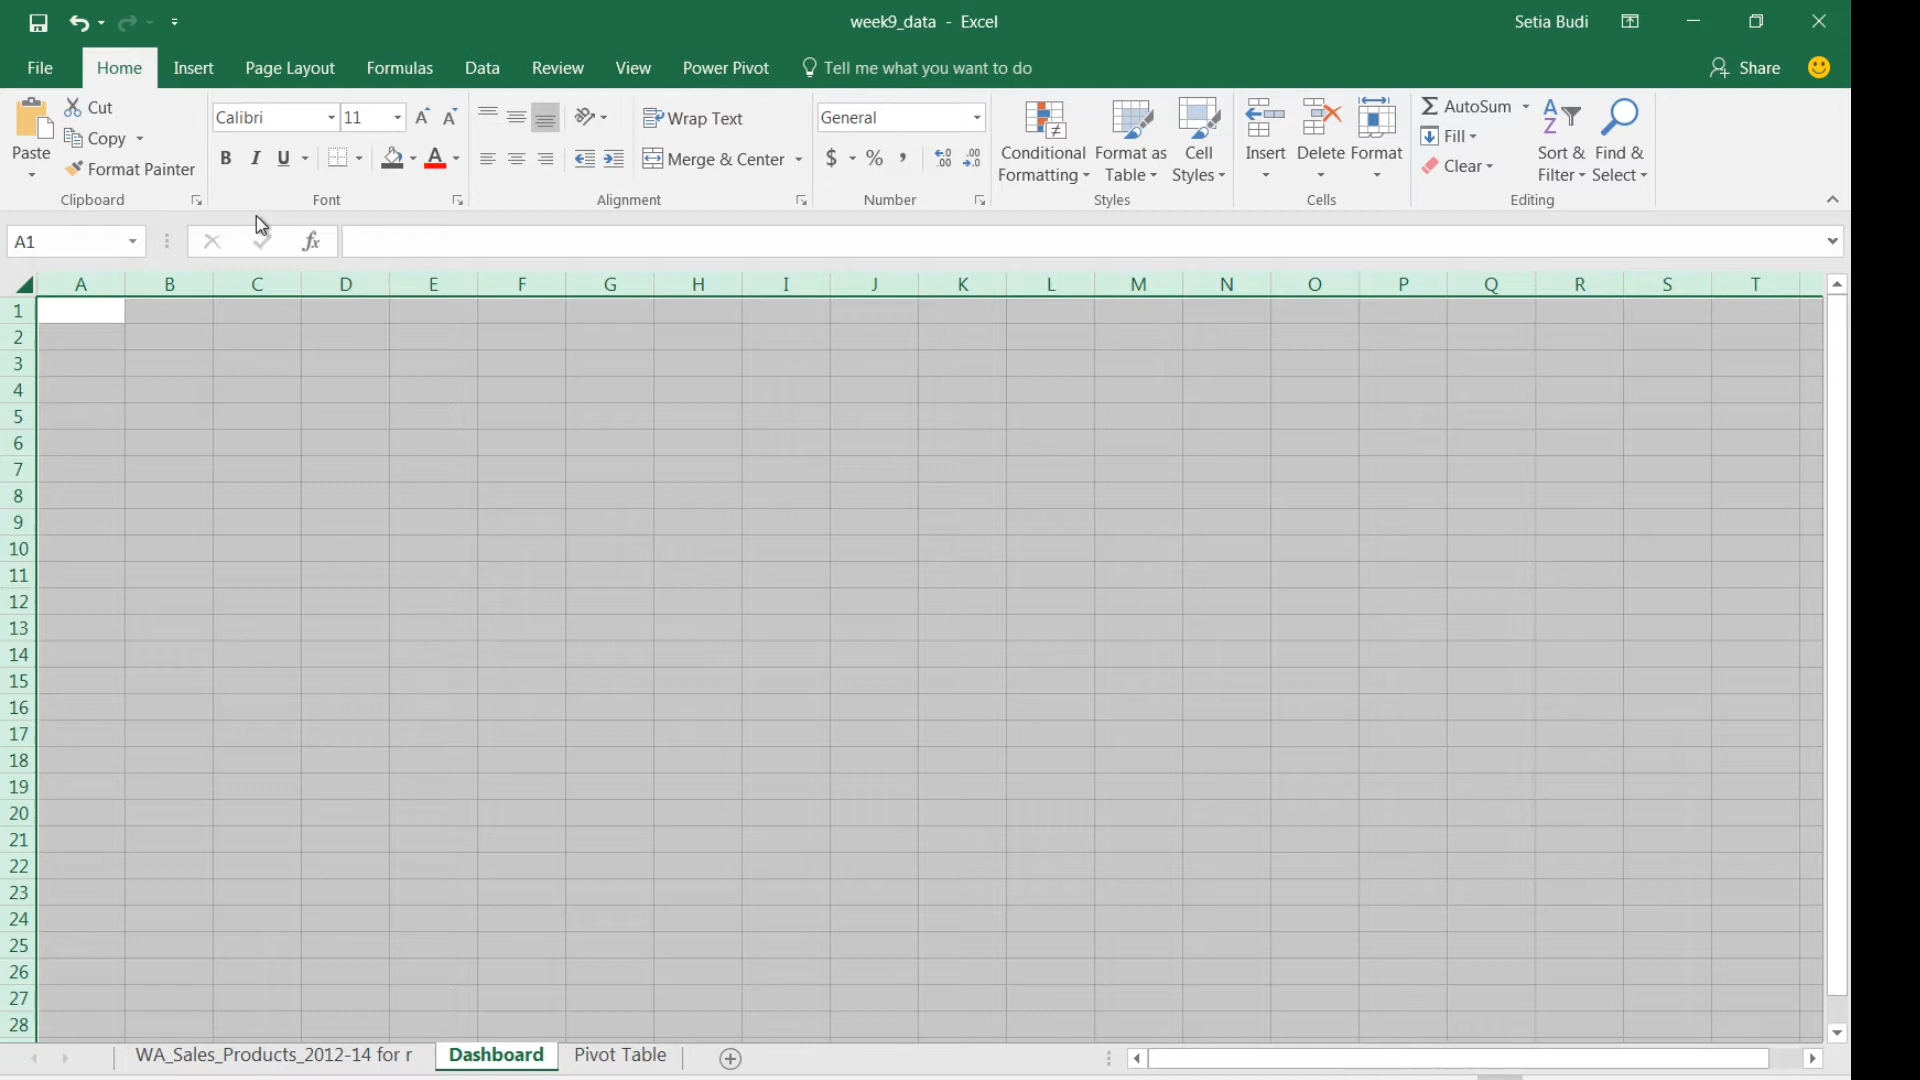 week9_data - Excel
Setia Budi
File Home Insert Page Layout Formulas Data Review View Power Pivot Tell me what you want to do Share
Paste
Cut
Copy
Format Painter
Clipboard
Calibri 11
B I U A
Font
Wrap Text
Merge & Center
Alignment
General
$ % , .00 .0
Number
Conditional Formatting
Format as Table
Cell Styles
Styles
Insert Delete Format
Cells
AutoSum
Fill
Clear
Sort & Filter
Find & Select
Editing
A1 fx
A B C D E F G H I J K L M N O P Q R S T
1
2
3
4
5
6
7
8
9
10
11
12
13
14
15
16
17
18
19
20
21
22
23
24
25
26
27
28
WA_Sales_Products_2012-14 for r Dashboard Pivot Table